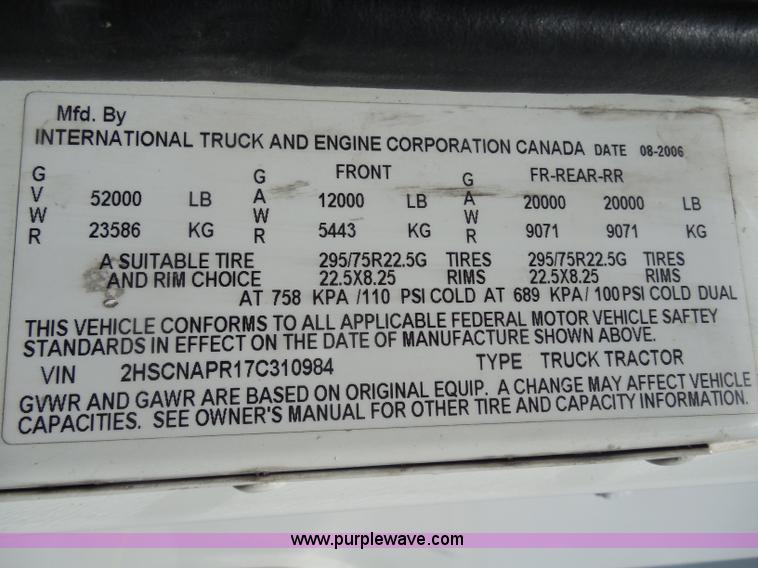 Mfd. By
INTERNATIONAL TRUCK AND ENGINE CORPORATION CANADA DATE 08-2006
GVWR GAWR FRONT GAWR FR-REAR-RR
52000 LB 12000 LB 20000 20000 LB
23586 KG 5443 KG 9071 9071 KG
A SUITABLE TIRE 295/75R22.5G TIRES 295/75R22.5G TIRES
AND RIM CHOICE 22.5X8.25 RIMS 22.5X8.25 RIMS
AT 758 KPA /110 PSI COLD AT 689 KPA/ 100 PSI COLD DUAL
THIS VEHICLE CONFORMS TO ALL APPLICABLE FEDERAL MOTOR VEHICLE SAFTEY
STANDARDS IN EFFECT ON THE DATE OF MANUFACTURE SHOWN ABOVE.
VIN 2HSCNAPR17C310984 TYPE TRUCK TRACTOR
GVWR AND GAWR ARE BASED ON ORIGINAL EQUIP. A CHANGE MAY AFFECT VEHICLE
CAPACITIES. SEE OWNER'S MANUAL FOR OTHER TIRE AND CAPACITY INFORMATION.
www.purplewave.com